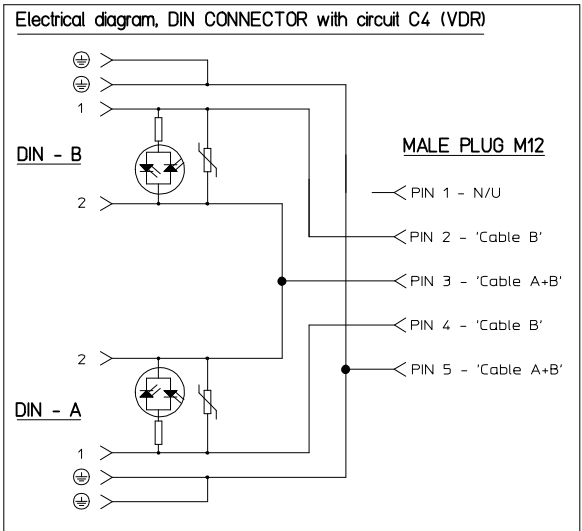 Electrical diagram, DIN CONNECTOR with circuit C4 (VDR)
1
DIN - B
2
MALE PLUG M12
PIN 1 - N/U
PIN 2 - 'Cable B'
PIN 3 - 'Cable A+B'
PIN 4 - 'Cable B'
PIN 5 - 'Cable A+B'
2
DIN - A
1